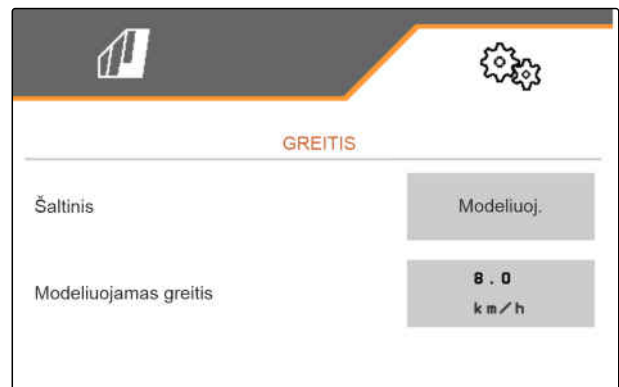 GREITIS
Šaltinis
Modeliuoj.
Modeliuojamas greitis
8.0
km/h